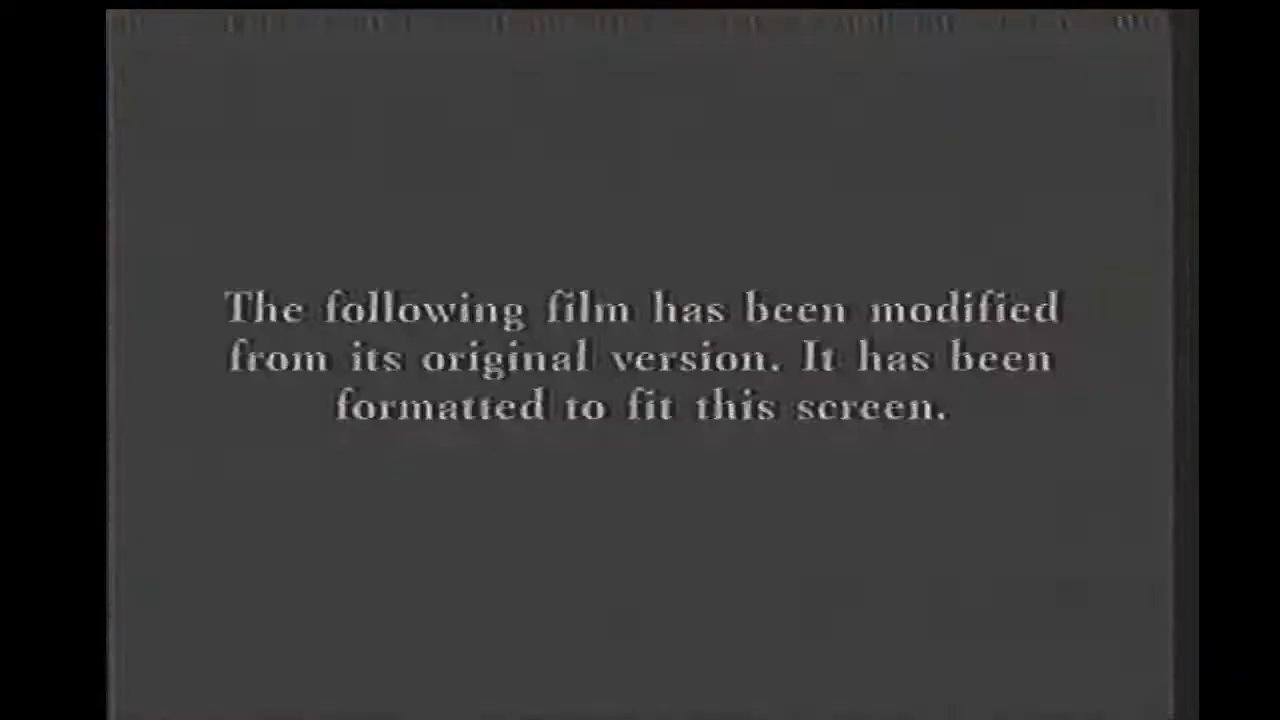 The following film has been modified
from its original version. It has been
formatted to fit this screen.